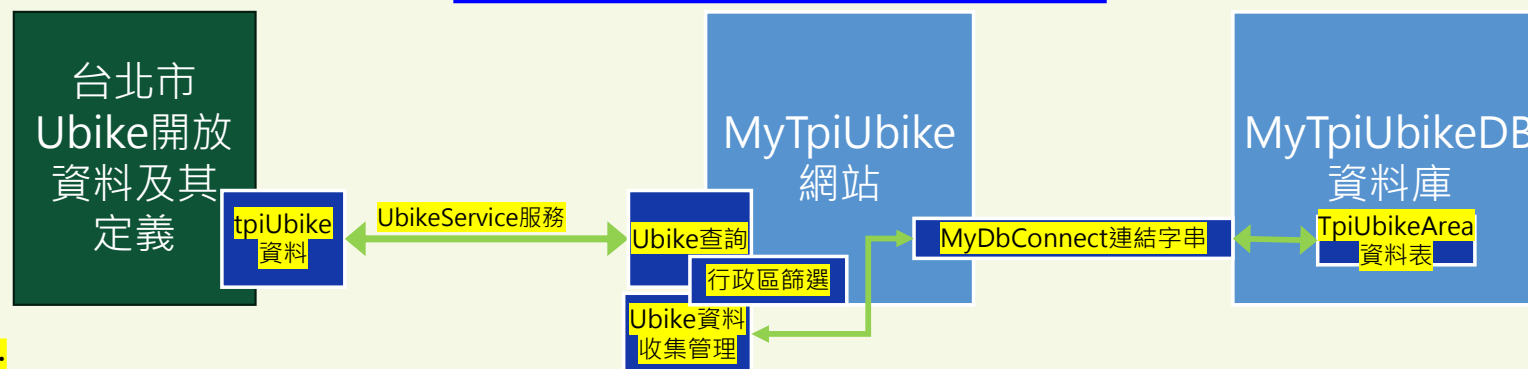 台北市
Ubike開放
資料及其
定義
tpiUbike
資料
UbikeService服務
MyTpiUbike
網站
Ubike查詢
行政區篩選
Ubike資料
收集管理
MyDbConnect連結字串
MyTpiUbikeDB
資料庫
TpiUbikeArea
資料表
.